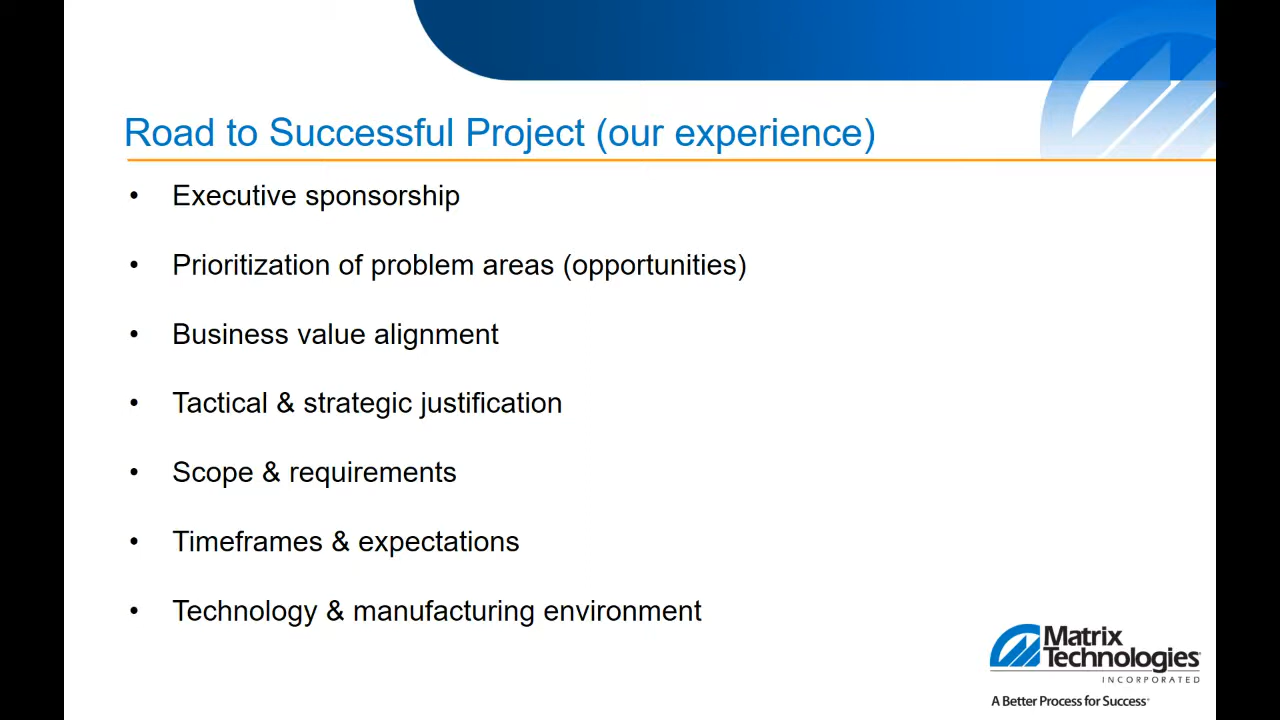 Road to Successful Project (our experience)
• Executive sponsorship
• Prioritization of problem areas (opportunities)
• Business value alignment
• Tactical & strategic justification
• Scope & requirements
• Timeframes & expectations
• Technology & manufacturing environment
Matrix
Technologies
INCORPORATED
A Better Process for Success